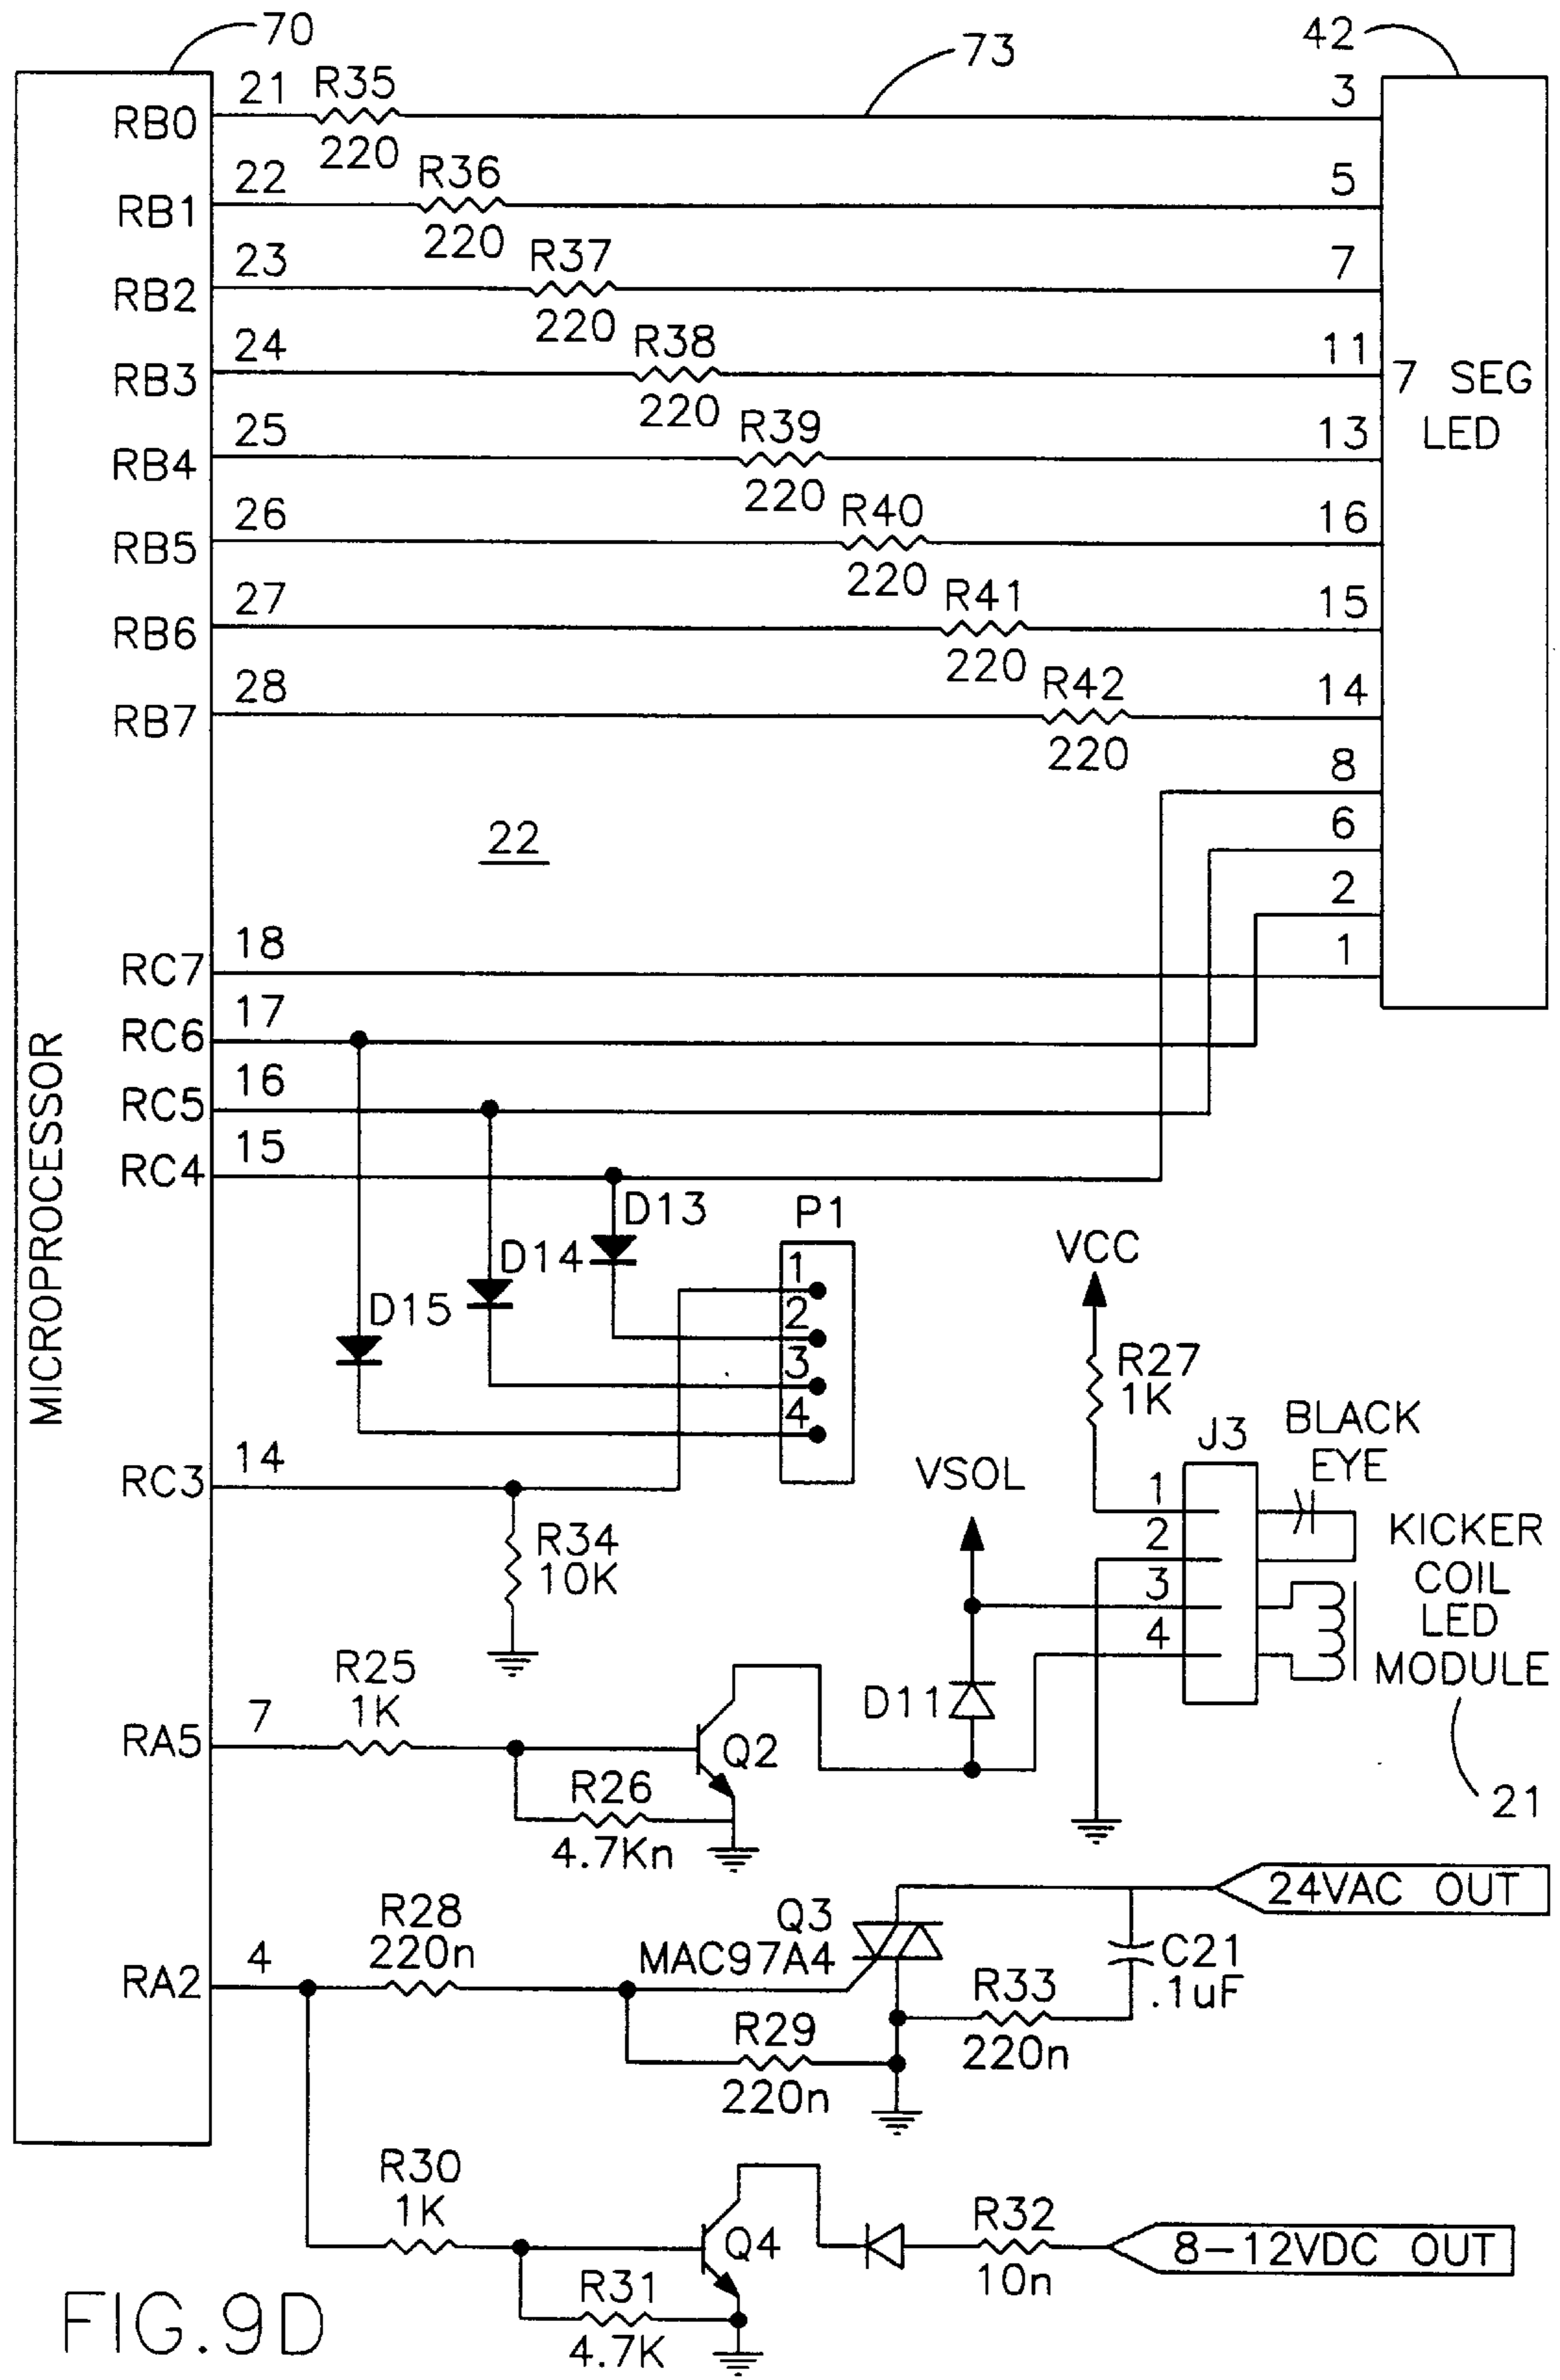 70
73
42
21 R35 3
RB0
220
22 R36 5
RB1
220
23 R37 7
RB2
220
24 R38 11
RB3 7 SEG
220
25 R39 13 LED
RB4
220
26 R40 16
RB5
220
27 R41 15
RB6
220
28 R42 14
RB7
220
8
22
6
2
18 1
RC7
17
RC6
16
RC5
15
RC4
MICROPROCESSOR
D13 P1
D14 1
D15 2
3
4
VCC
R27
1K
BLACK
EYE
J3
VSOL
14
RC3
1
2
3
4
KICKER
COIL
LED
MODULE
21
R34
10K
R25
1K
7
RA5
Q2
D11
R26
4.7Kn
24VAC OUT
R28
220n
Q3
MAC97A4
C21
.1uF
4
RA2
R33
220n
R29
220n
R30
1K
Q4
R32
10n
8-12VDC OUT
R31
4.7K
FIG.9D